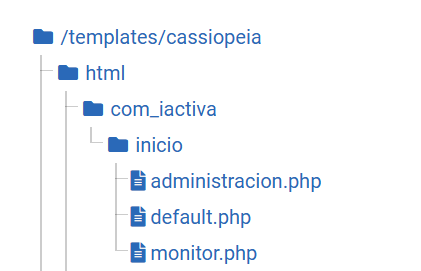 /templates/cassiopeia
html
com_iactiva
inicio
administracion.php
default.php
monitor.php